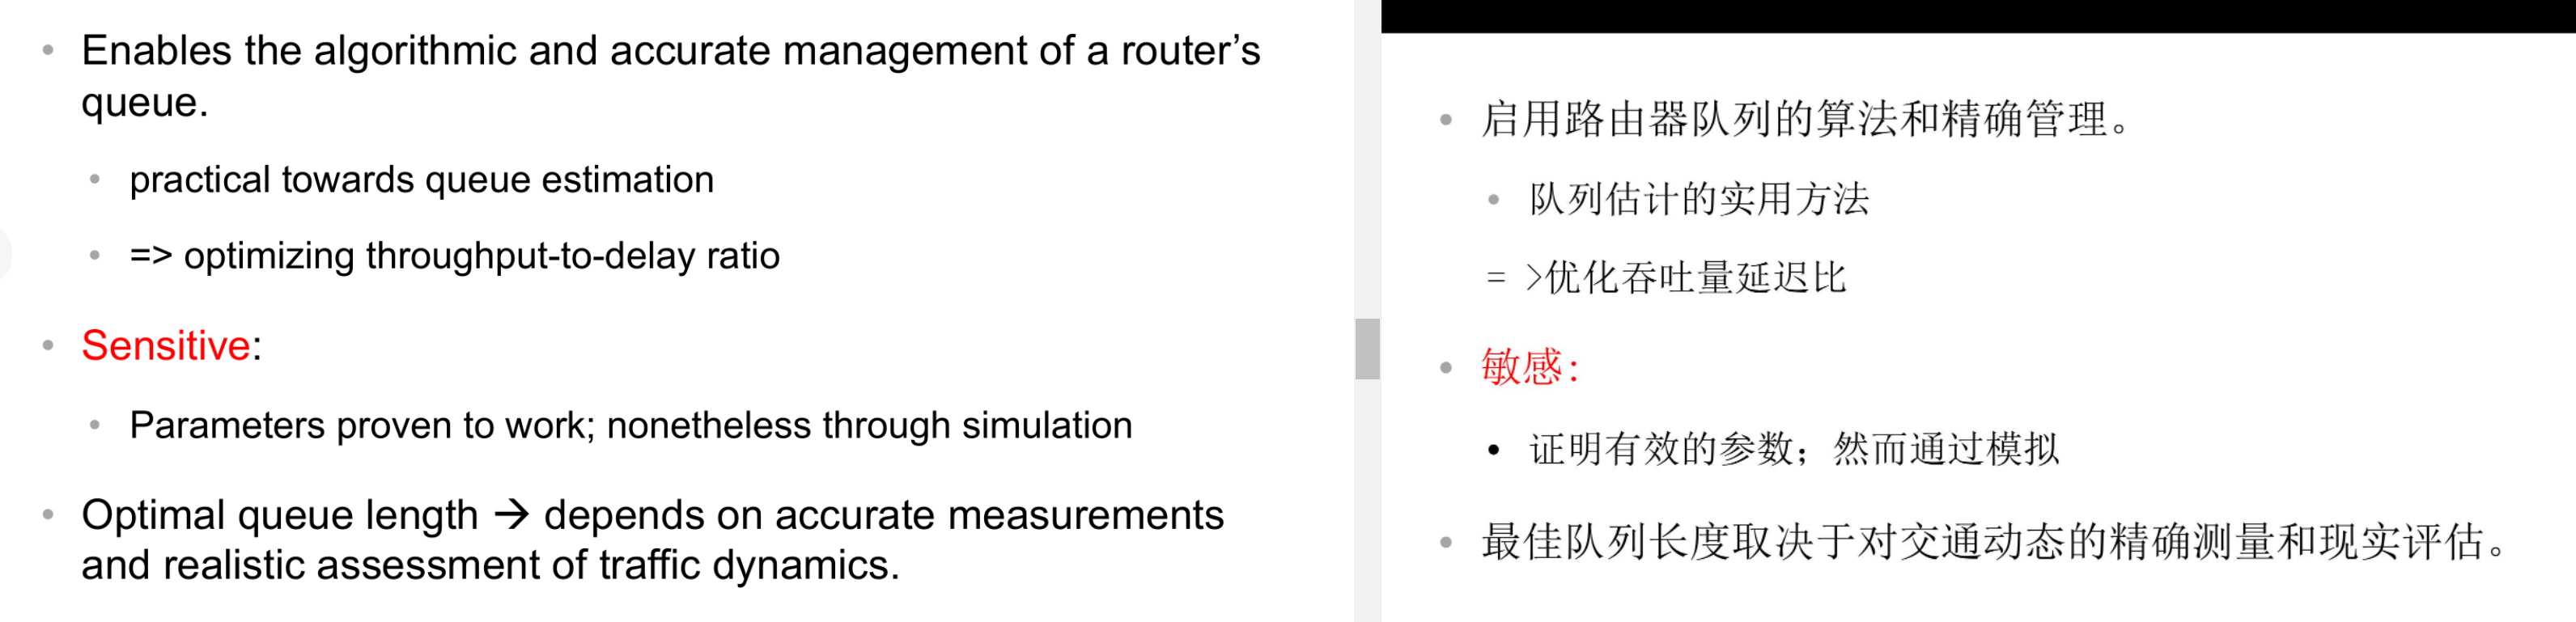 • Enables the algorithmic and accurate management of a router’s
queue.
• practical towards queue estimation
• => optimizing throughput-to-delay ratio
• Sensitive:
• Parameters proven to work; nonetheless through simulation
• Optimal queue length → depends on accurate measurements
and realistic assessment of traffic dynamics.
• 启用路由器队列的算法和精确管理。
• 队列估计的实用方法
= >优化吞吐量延迟比
• 敏感：
• 证明有效的参数；然而通过模拟
• 最佳队列长度取决于对交通动态的精确测量和现实评估。